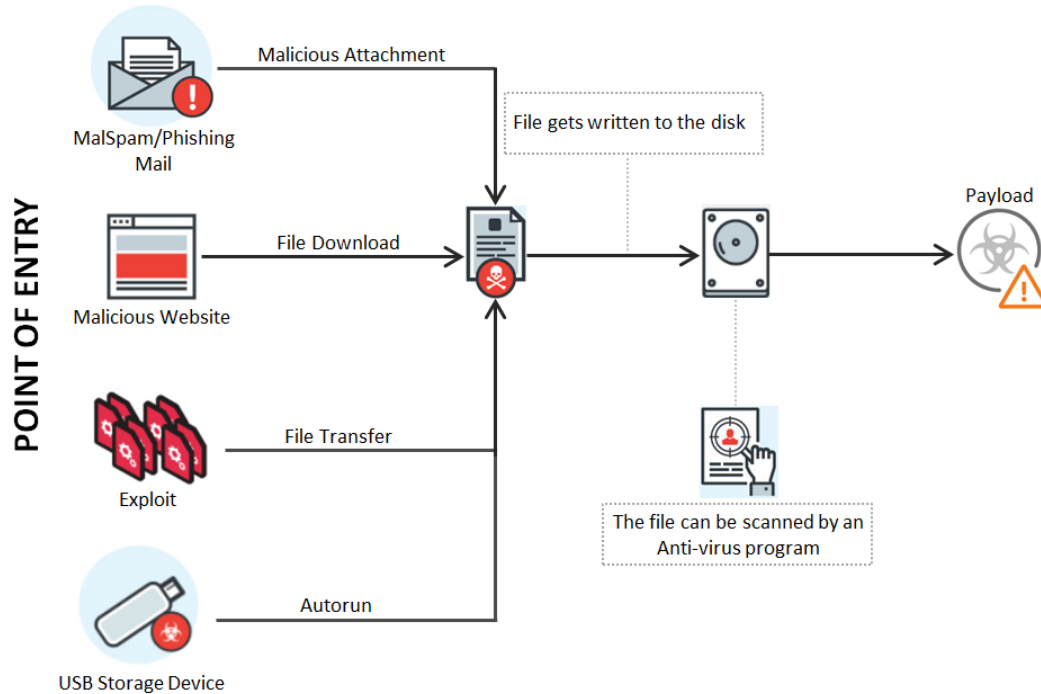 POINT OF ENTRY
Malicious Attachment
MalSpam/Phishing
Mail
File gets written to the disk
Payload
File Download
Malicious Website
File Transfer
Exploit
The file can be scanned by an
Anti-virus program
Autorun
USB Storage Device